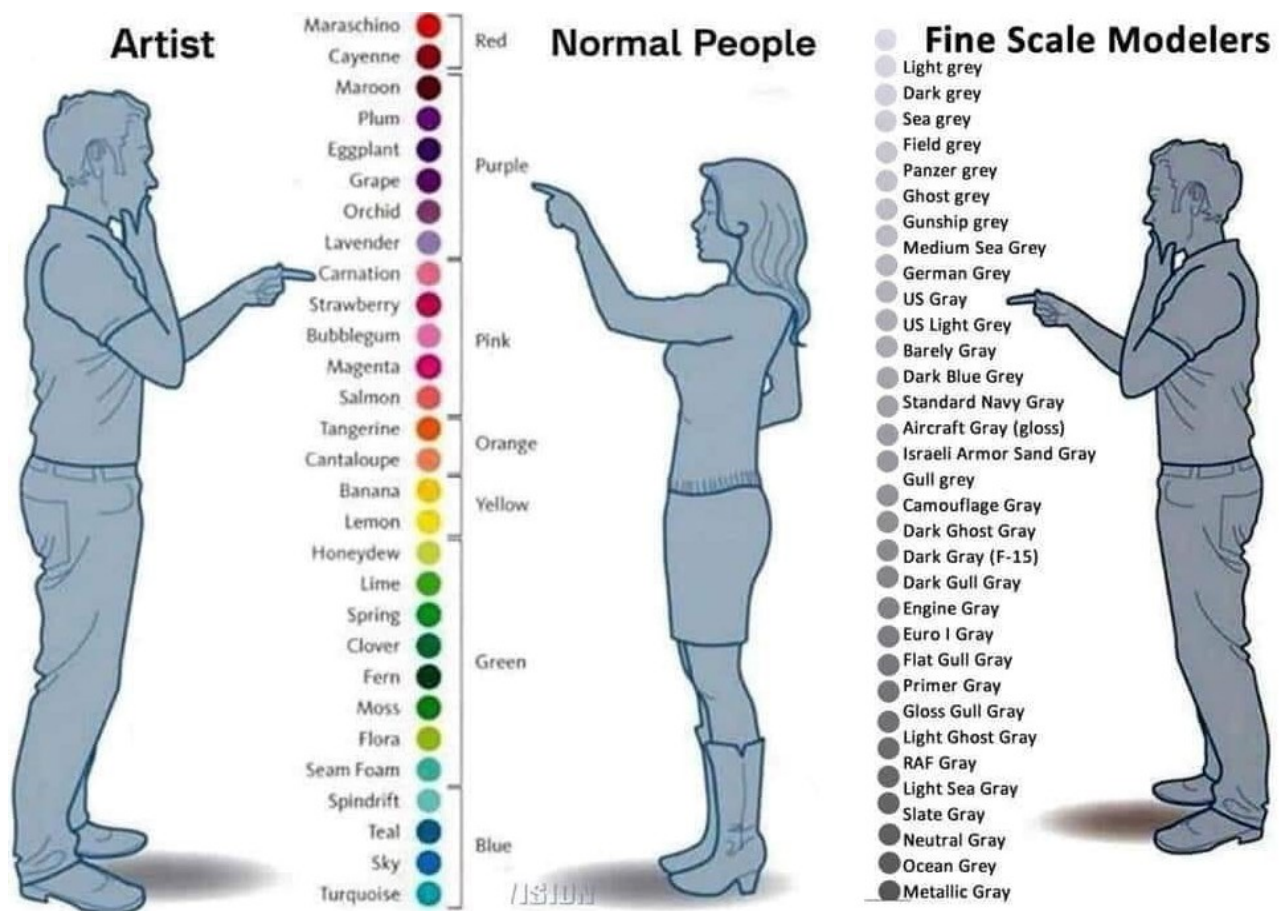 Artist
Maraschino
Cayenne
Maroon
Plum
Eggplant
Grape
Orchid
Lavender
Carnation
Strawberry
Bubblegum
Magenta
Salmon
Tangerine
Cantaloupe
Banana
Lemon
Honeydew
Lime
Spring
Clover
Fern
Moss
Flora
Seam Foam
Spindrift
Teal
Sky
Turquoise
Red
Purple
Pink
Orange
Yellow
Green
Blue
Normal People
Fine Scale Modelers
Light grey
Dark grey
Sea grey
Field grey
Panzer grey
Ghost grey
Gunship grey
Medium Sea Grey
German Grey
US Gray
US Light Grey
Barely Gray
Dark Blue Grey
Standard Navy Gray
Aircraft Gray (gloss)
Israeli Armor Sand Gray
Gull grey
Camouflage Gray
Dark Ghost Gray
Dark Gray (F-15)
Dark Gull Gray
Engine Gray
Euro I Gray
Flat Gull Gray
Primer Gray
Gloss Gull Gray
Light Ghost Gray
RAF Gray
Light Sea Gray
Slate Gray
Neutral Gray
Ocean Grey
Metallic Gray